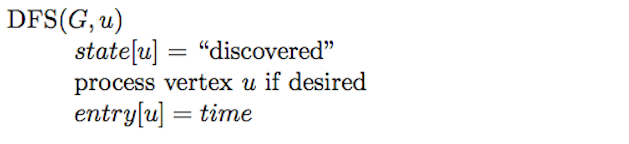 DFS(G, u)
state[u] = “discovered”
process vertex u if desired
entry[u] = time